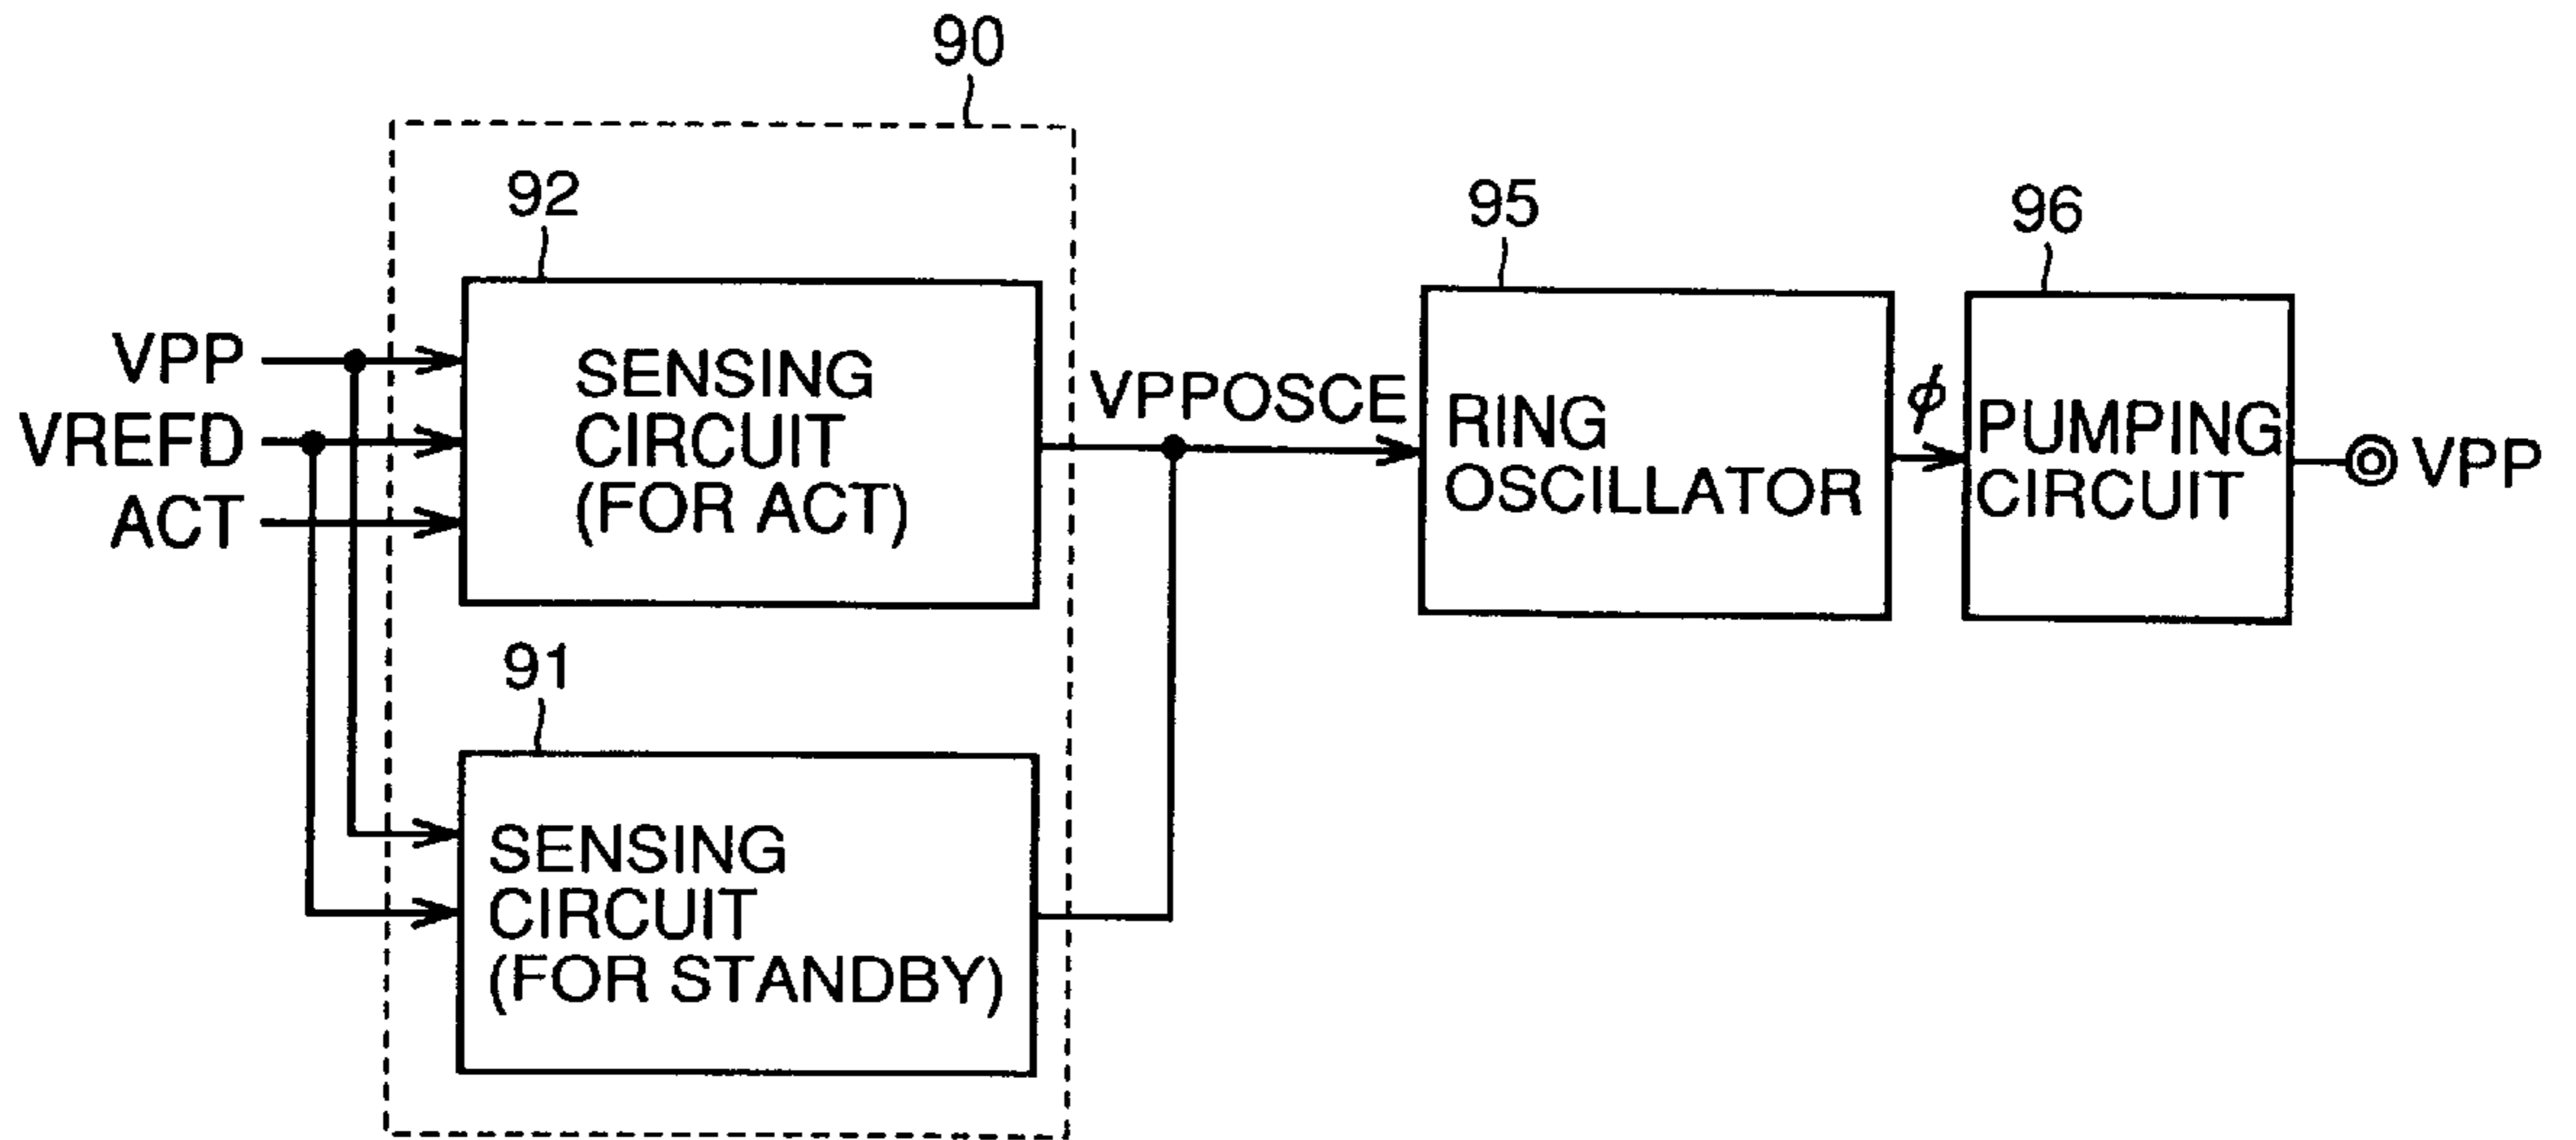 90
92
95
96
VPP
VREFD
ACT
SENSING
CIRCUIT
(FOR ACT)
VPPOSCE
RING
OSCILLATOR
ϕ
PUMPING
CIRCUIT
VPP
91
SENSING
CIRCUIT
(FOR STANDBY)